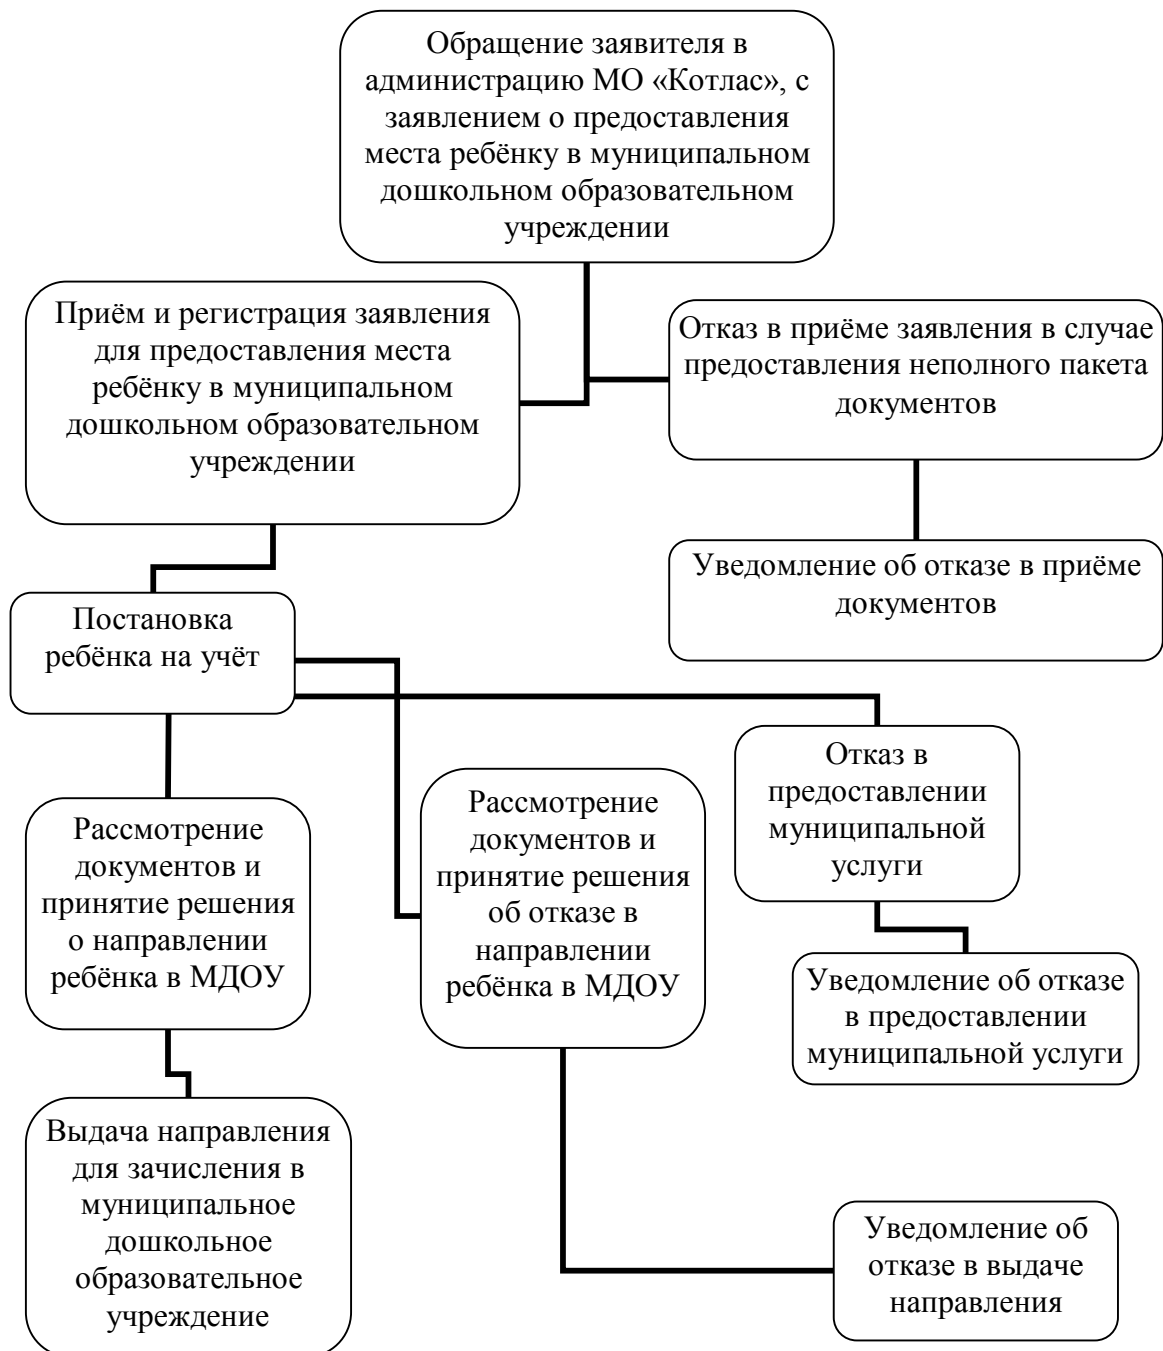 Обращение заявителя в
администрацию МО «Котлас», с
заявлением о предоставления
места ребёнку в муниципальном
дошкольном образовательном
учреждении
Приём и регистрация заявления
для предоставления места
ребёнку в муниципальном
дошкольном образовательном
учреждении
Отказ в приёме заявления в случае
предоставления неполного пакета
документов
Уведомление об отказе в приёме
документов
Постановка
ребёнка на учёт
Отказ в
предоставлении
муниципальной
услуги
Рассмотрение
документов и
принятие решения
о направлении
ребёнка в МДОУ
Рассмотрение
документов и
принятие решения
об отказе в
направлении
ребёнка в МДОУ
Уведомление об отказе
в предоставлении
муниципальной услуги
Выдача направления
для зачисления в
муниципальное
дошкольное
образовательное
учреждение
Уведомление об
отказе в выдаче
направления